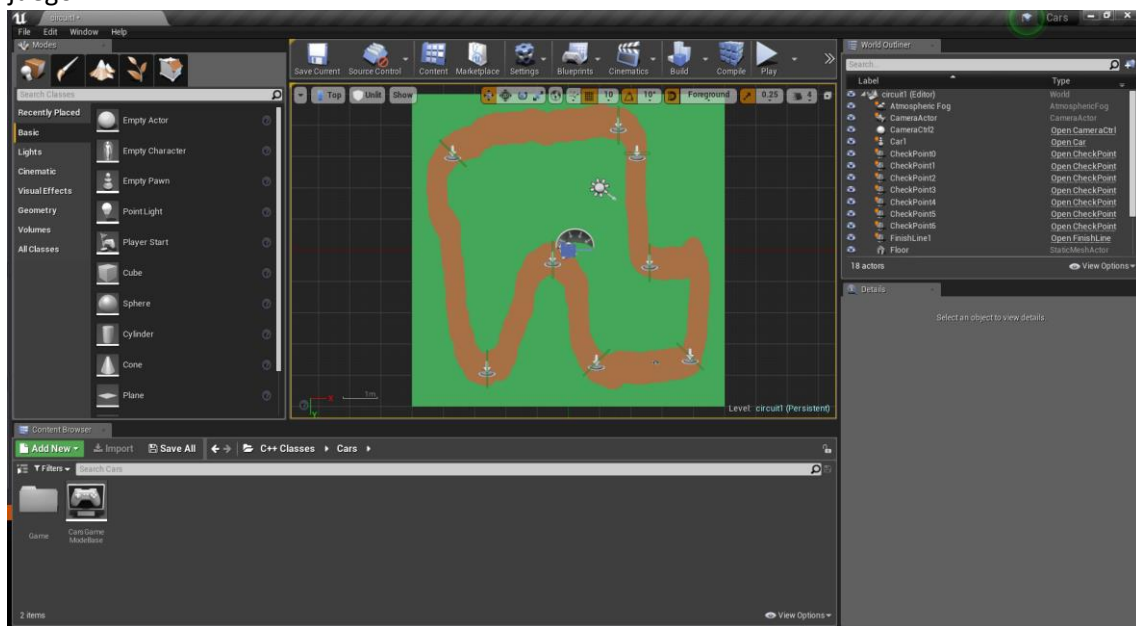 juego
circuit1
Cars
File Edit Window Help
Modes
Search Classes
Recently Placed
Basic
Lights
Cinematic
Visual Effects
Geometry
Volumes
All Classes
Empty Actor
Empty Character
Empty Pawn
Point Light
Player Start
Cube
Sphere
Cylinder
Cone
Plane
Save Current Source Control Content Marketplace Settings Blueprints Cinematics Build Compile Play
Top Unlit Show 10 10° Foreground 0.25 4
X
y
1m
Level: circuit1 (Persistent)
World Outliner
Search...
Label Type
circuit1 (Editor) World
Atmospheric Fog AtmosphericFog
CameraActor CameraActor
CameraCtrl2 Open CameraCtrl
Car1 Open Car
CheckPoint0 Open CheckPoint
CheckPoint1 Open CheckPoint
CheckPoint2 Open CheckPoint
CheckPoint3 Open CheckPoint
CheckPoint4 Open CheckPoint
CheckPoint5 Open CheckPoint
CheckPoint6 Open CheckPoint
FinishLine1 Open FinishLine
Floor StaticMeshActor
18 actors View Options
Details
Select an object to view details.
Content Browser
Add New Import Save All C++ Classes Cars
Filters Search Cars
Game
Cars Game
ModeBase
2 items View Options